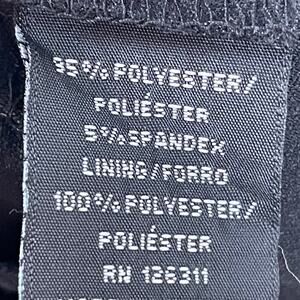 95% POLYESTER/
POLIÉSTER
5% SPANDEX
LINING/FORRO
100% POLYESTER/
POLIÉSTER
RN 126311